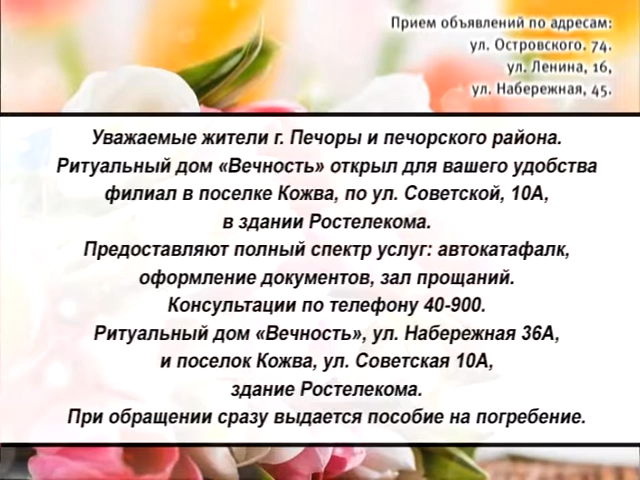 Прием объявлений по адресам:
ул. Островского. 74.
ул. Ленина, 16,
ул. Набережная, 45.
Уважаемые жители г. Печоры и печорского района.
Ритуальный дом «Вечность» открыл для вашего удобства
филиал в поселке Кожва, по ул. Советской, 10А,
в здании Ростелекома.
Предоставляют полный спектр услуг: автокатафалк,
оформление документов, зал прощаний.
Консультации по телефону 40-900.
Ритуальный дом «Вечность», ул. Набережная 36А,
и поселок Кожва, ул. Советская 10А,
здание Ростелекома.
При обращении сразу выдается пособие на погребение.